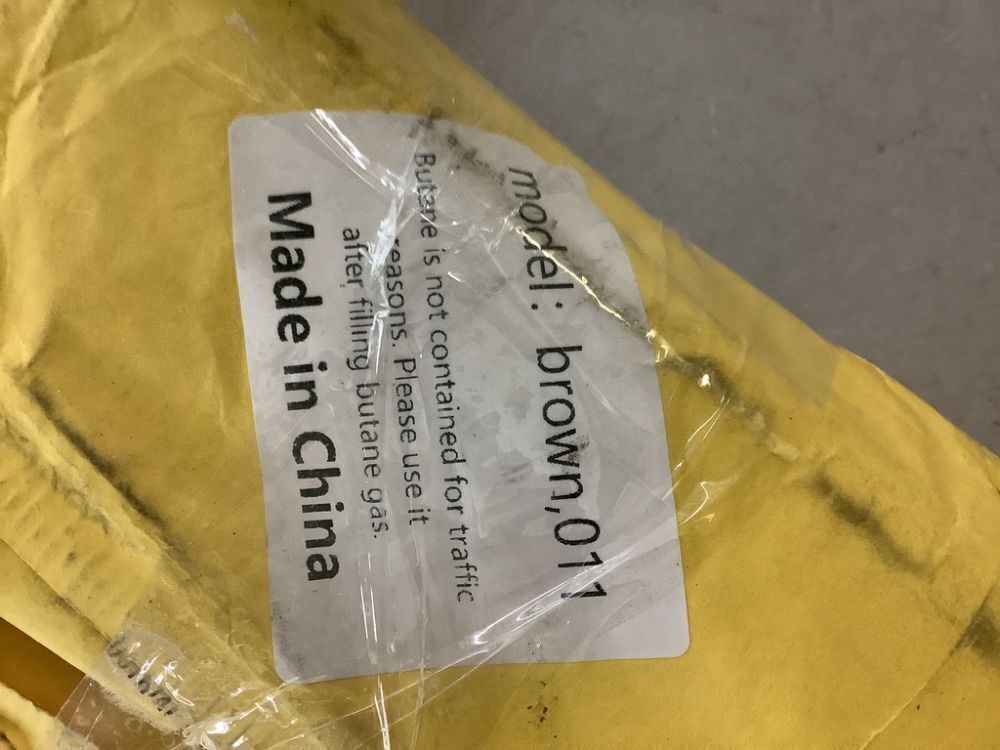 model: brown,011
Butane is not contained for traffic
reasons. Please use it
after filling butane gas.
Made in China